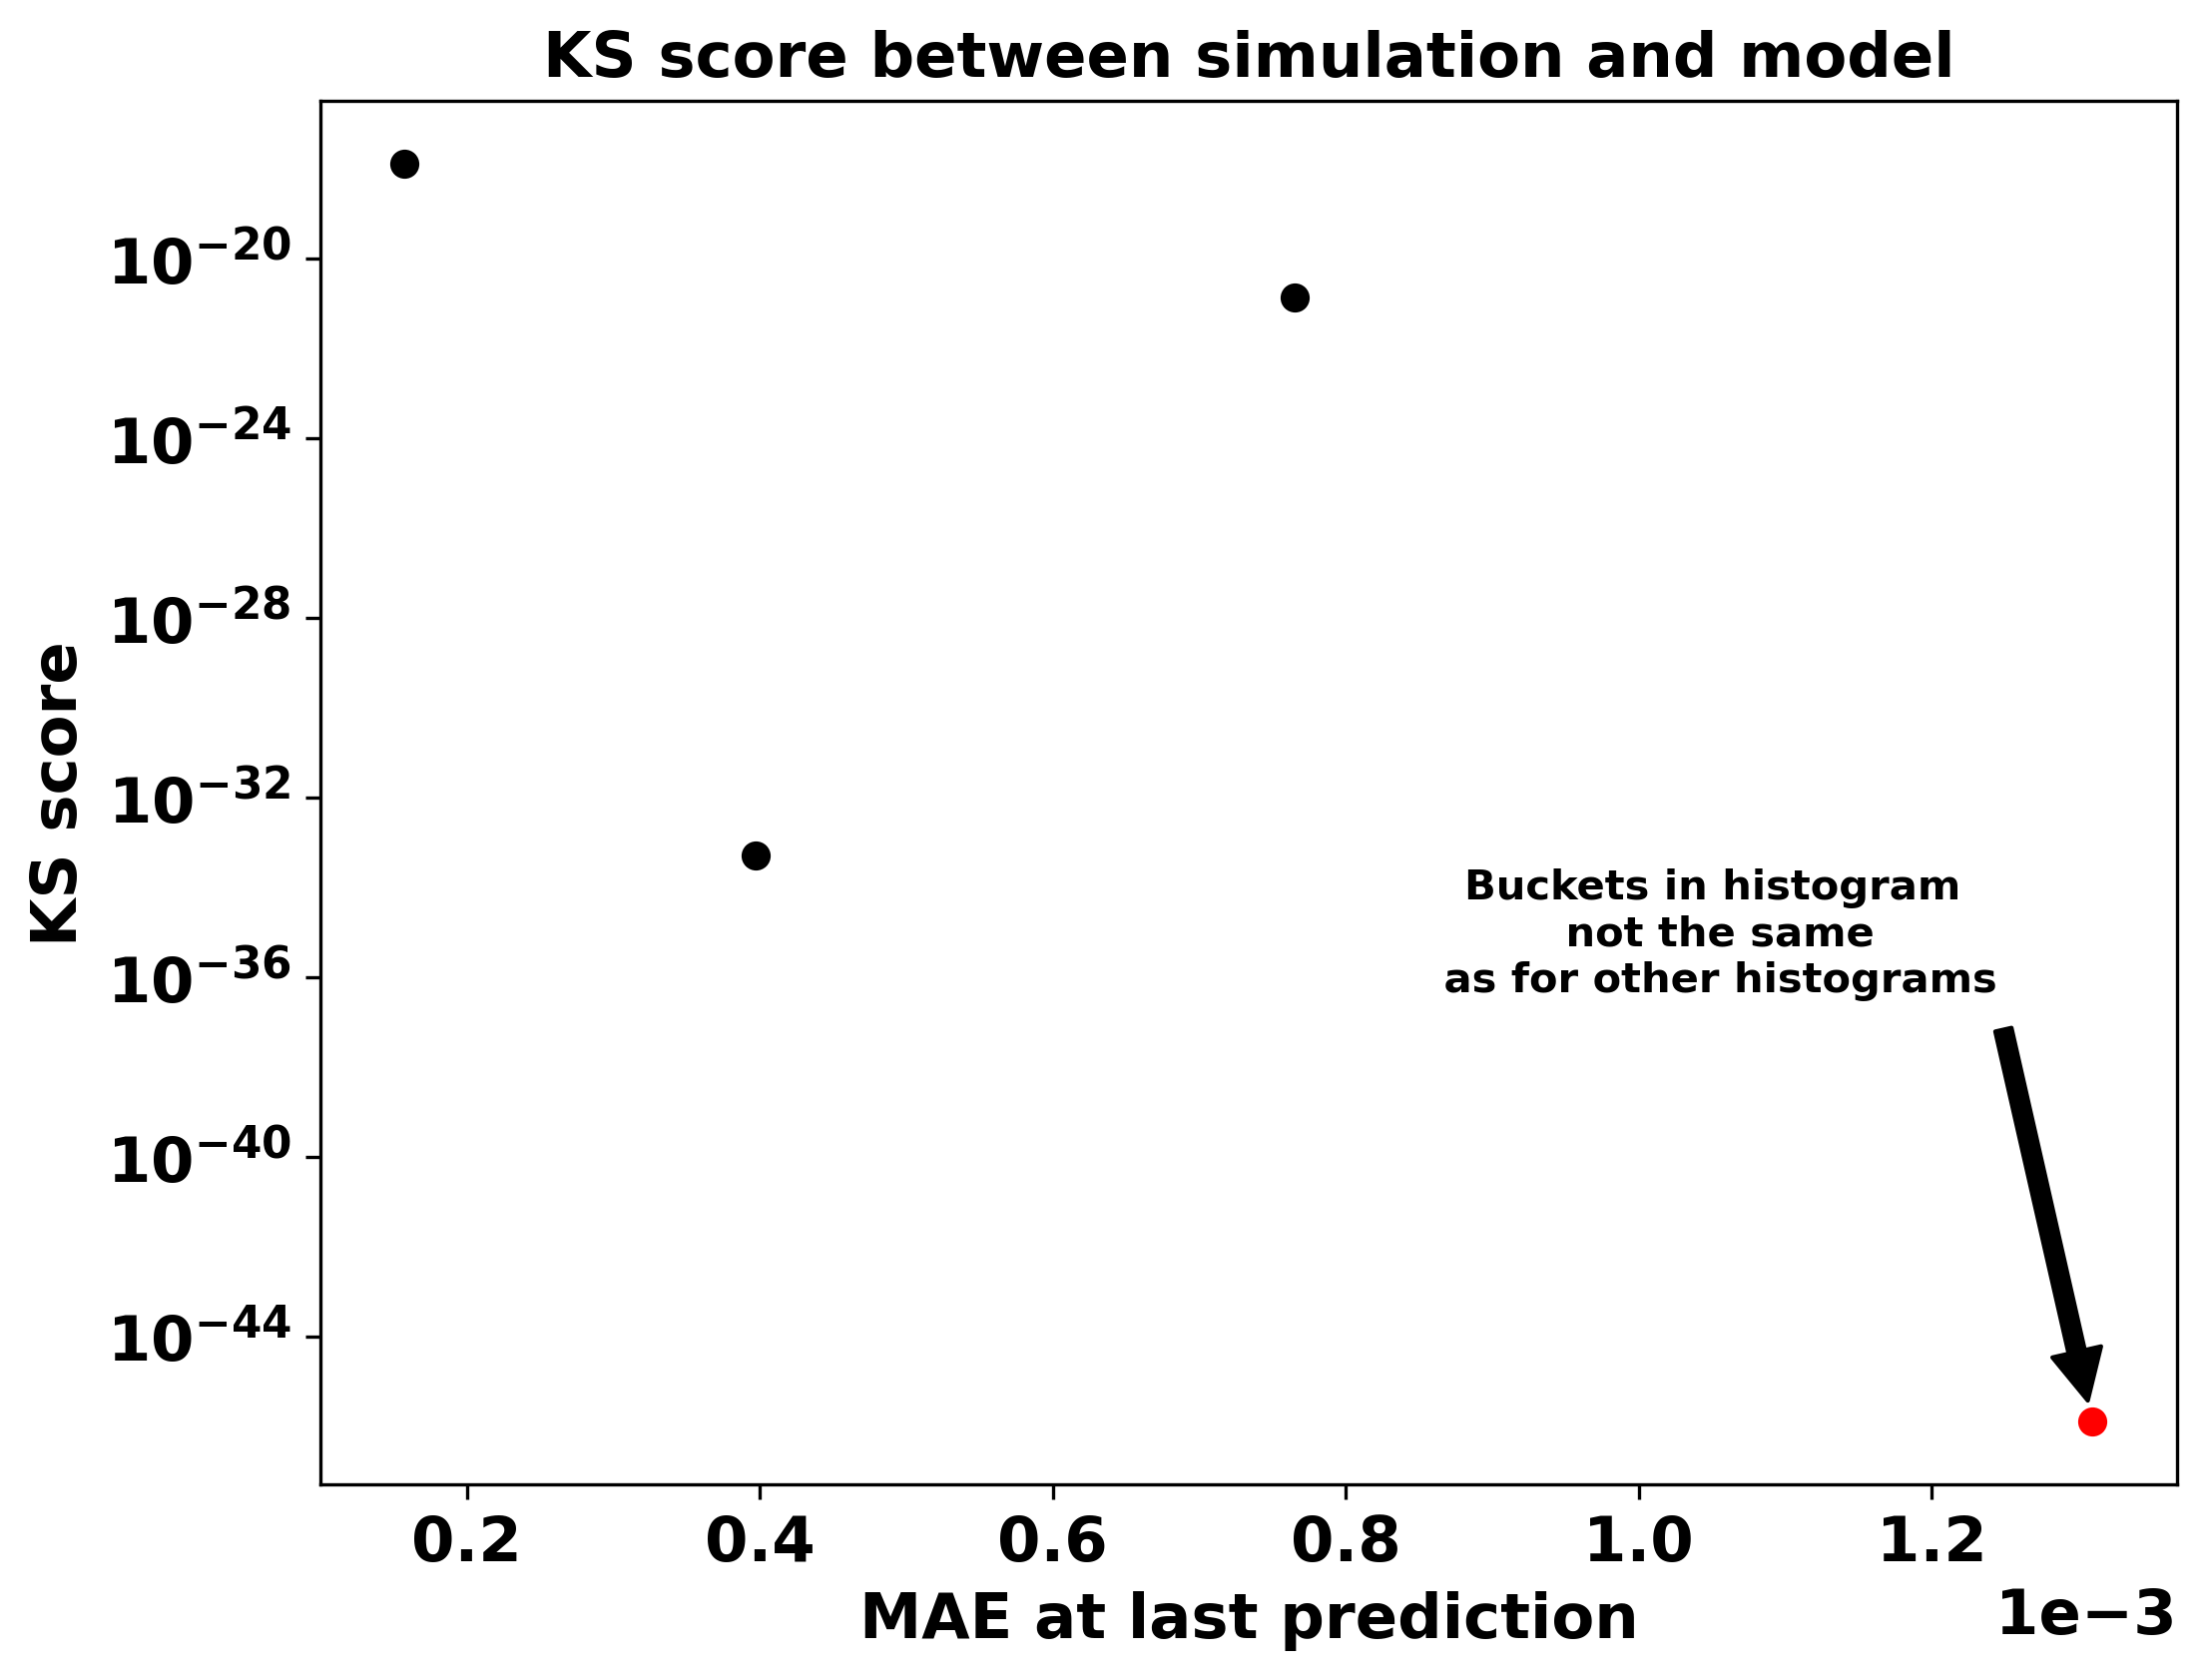 KS score between simulation and model
KS score
10⁻²⁰
10⁻²⁴
10⁻²⁸
10⁻³²
10⁻³⁶
10⁻⁴⁰
10⁻⁴⁴
Buckets in histogram
not the same
as for other histograms
0.2 0.4 0.6 0.8 1.0 1.2
MAE at last prediction
1e−3